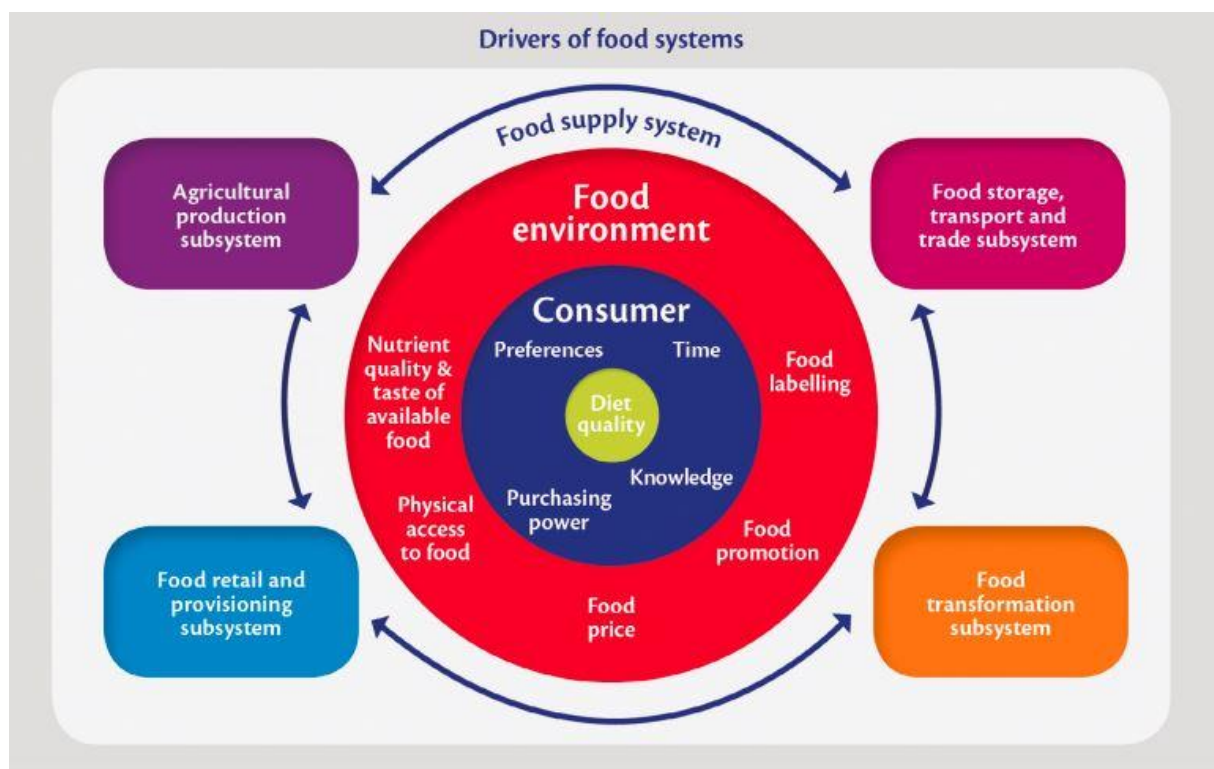 Drivers of food systems
Food supply system
Agricultural
production
subsystem
Food storage,
transport and
trade subsystem
Food
environment
Consumer
Preferences
Time
Nutrient
quality &
taste of
available
food
Food
labelling
Diet
quality
Knowledge
Purchasing
power
Physical
access
to food
Food
promotion
Food
price
Food retail and
provisioning
subsystem
Food
transformation
subsystem